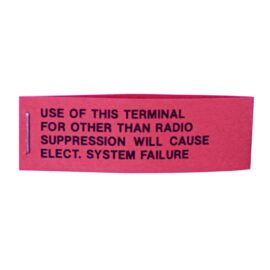 USE OF THIS TERMINAL
FOR OTHER THAN RADIO
SUPPRESSION WILL CAUSE
ELECT. SYSTEM FAILURE